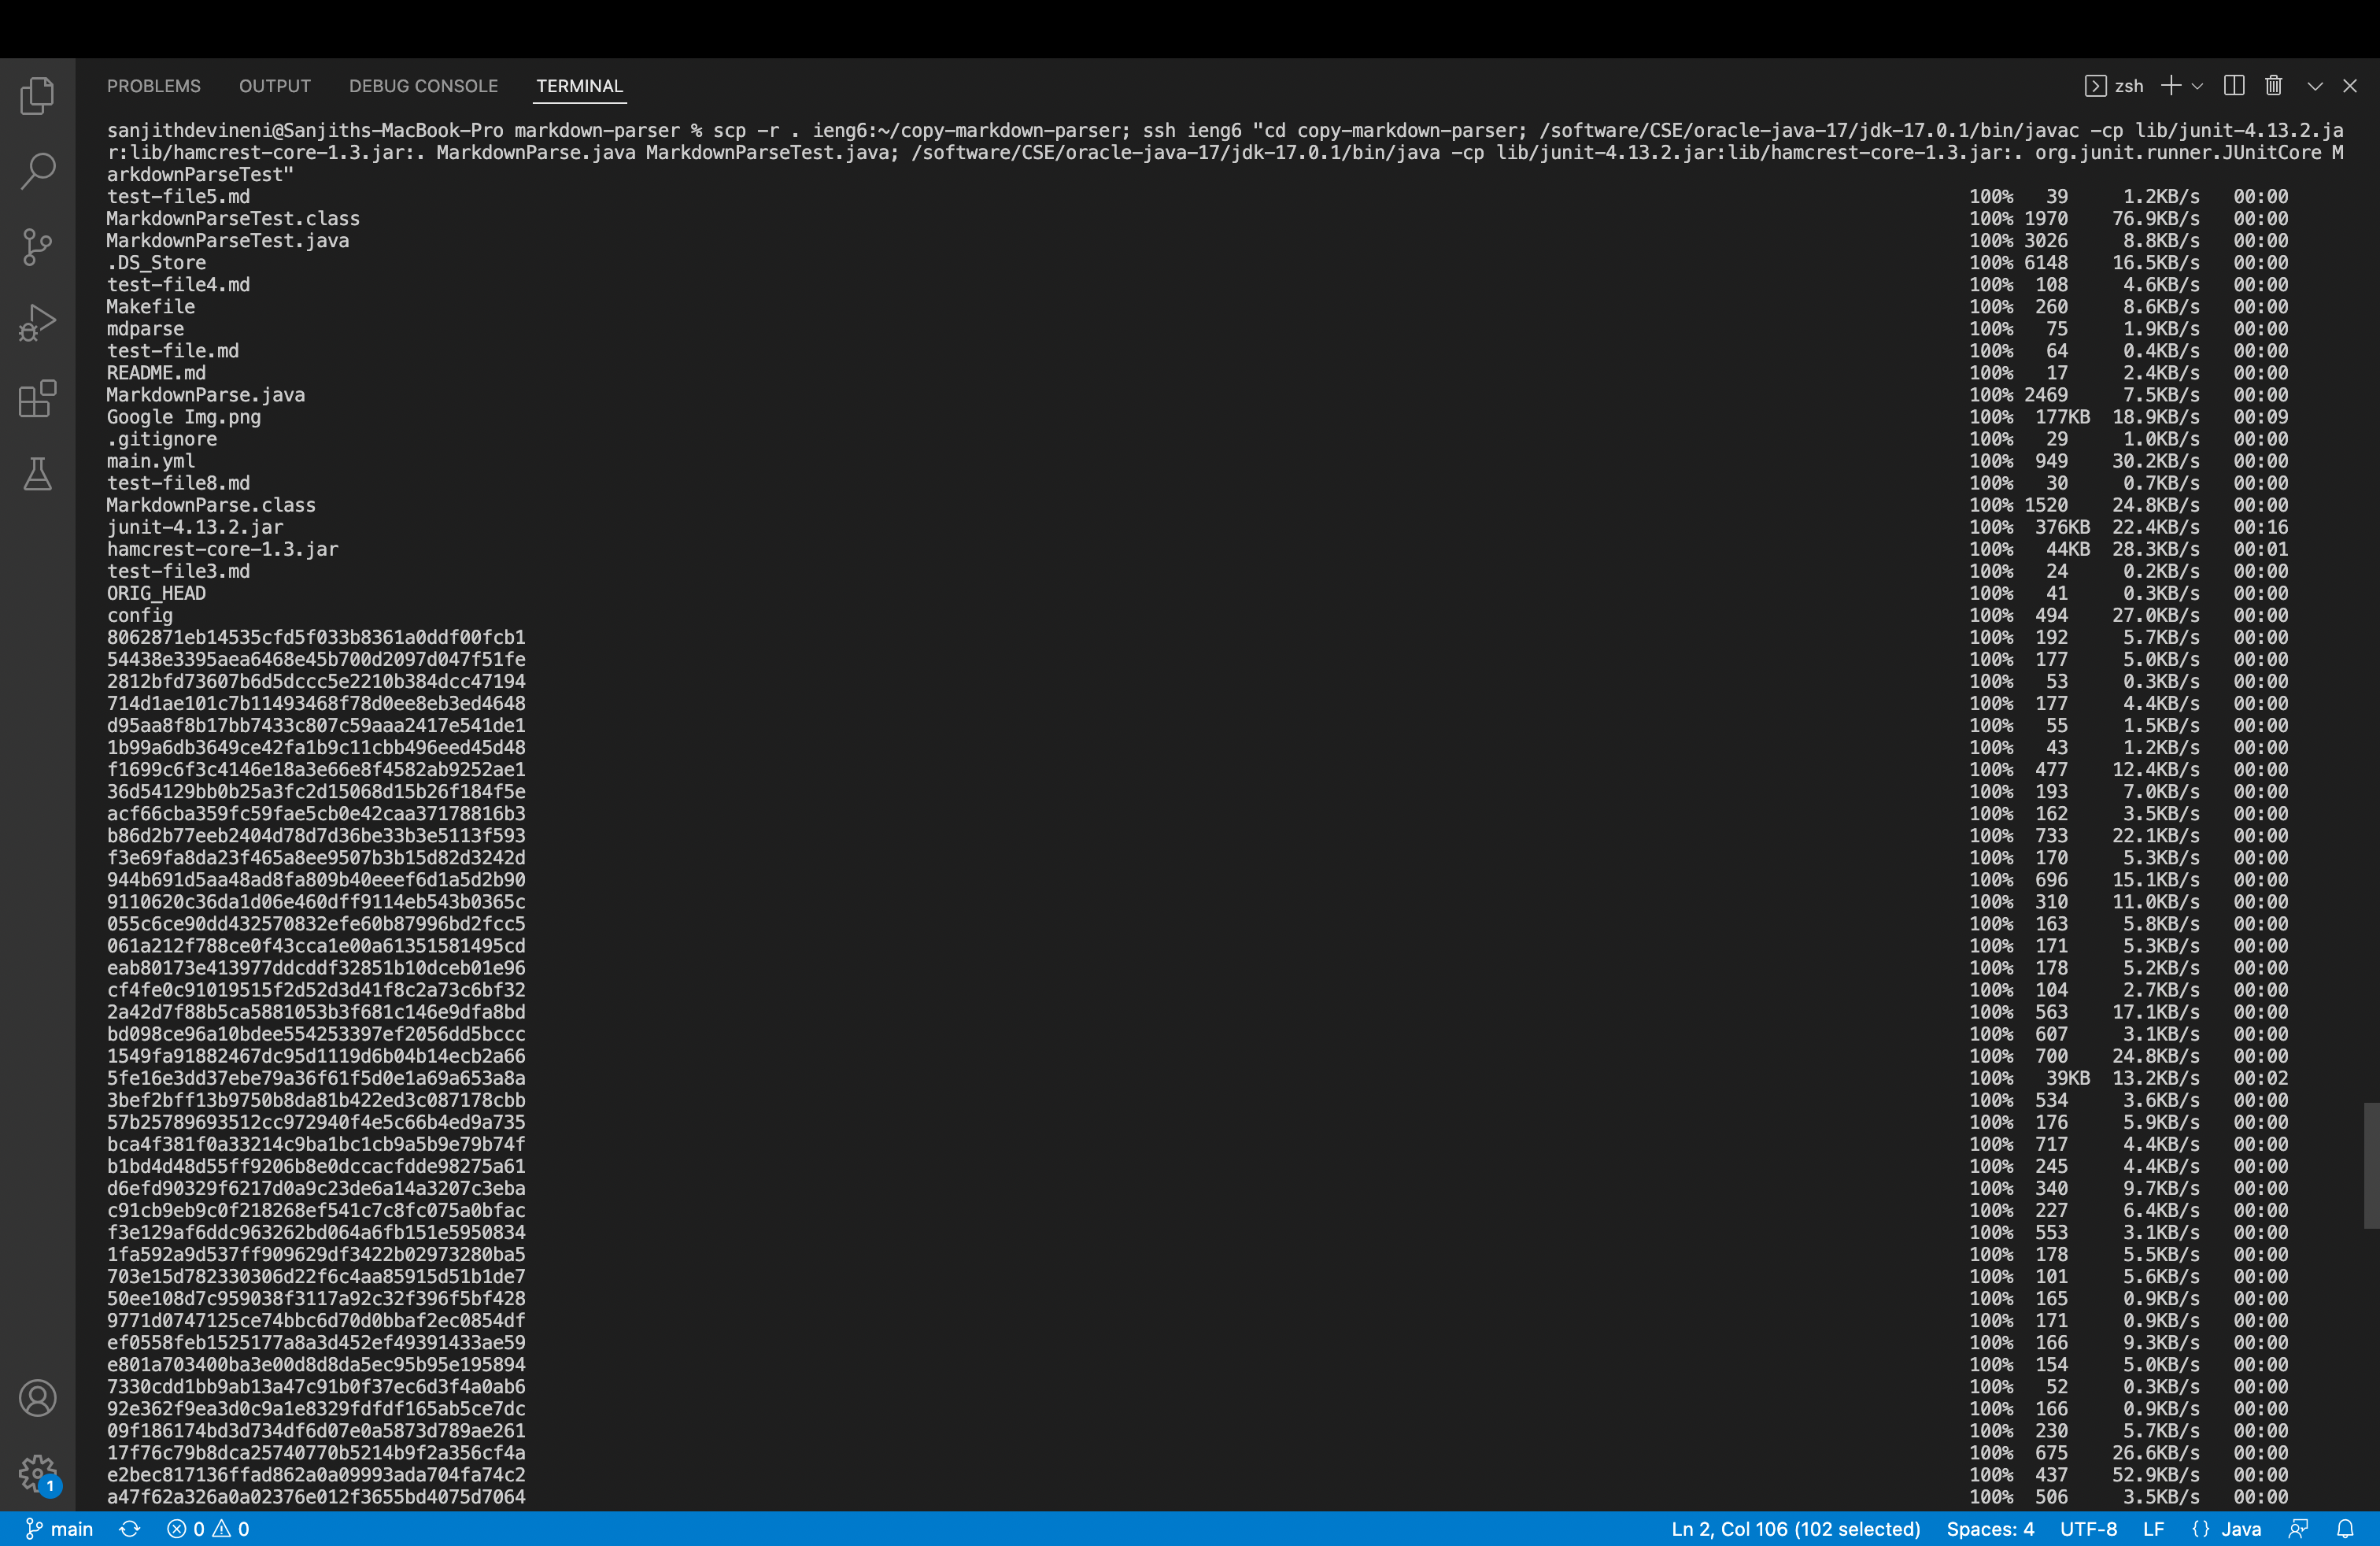 PROBLEMS OUTPUT DEBUG CONSOLE TERMINAL zsh
sanjithdevineni@Sanjiths-MacBook-Pro markdown-parser % scp -r . ieng6:~/copy-markdown-parser; ssh ieng6 "cd copy-markdown-parser; /software/CSE/oracle-java-17/jdk-17.0.1/bin/javac -cp lib/junit-4.13.2.ja
r:lib/hamcrest-core-1.3.jar:. MarkdownParse.java MarkdownParseTest.java; /software/CSE/oracle-java-17/jdk-17.0.1/bin/java -cp lib/junit-4.13.2.jar:lib/hamcrest-core-1.3.jar:. org.junit.runner.JUnitCore M
arkdownParseTest"
test-file5.md 100% 39 1.2KB/s 00:00
MarkdownParseTest.class 100% 1970 76.9KB/s 00:00
MarkdownParseTest.java 100% 3026 8.8KB/s 00:00
.DS_Store 100% 6148 16.5KB/s 00:00
test-file4.md 100% 108 4.6KB/s 00:00
Makefile 100% 260 8.6KB/s 00:00
mdparse 100% 75 1.9KB/s 00:00
test-file.md 100% 64 0.4KB/s 00:00
README.md 100% 17 2.4KB/s 00:00
MarkdownParse.java 100% 2469 7.5KB/s 00:00
Google Img.png 100% 177KB 18.9KB/s 00:09
.gitignore 100% 29 1.0KB/s 00:00
main.yml 100% 949 30.2KB/s 00:00
test-file8.md 100% 30 0.7KB/s 00:00
MarkdownParse.class 100% 1520 24.8KB/s 00:00
junit-4.13.2.jar 100% 376KB 22.4KB/s 00:16
hamcrest-core-1.3.jar 100% 44KB 28.3KB/s 00:01
test-file3.md 100% 24 0.2KB/s 00:00
ORIG_HEAD 100% 41 0.3KB/s 00:00
config 100% 494 27.0KB/s 00:00
8062871eb14535cfd5f033b8361a0ddf00fcb1 100% 192 5.7KB/s 00:00
54438e3395aea6468e45b700d2097d047f51fe 100% 177 5.0KB/s 00:00
2812bfd73607b6d5dccc5e2210b384dcc47194 100% 53 0.3KB/s 00:00
714d1ae101c7b11493468f78d0ee8eb3ed4648 100% 177 4.4KB/s 00:00
d95aa8f8b17bb7433c807c59aaa2417e541de1 100% 55 1.5KB/s 00:00
1b99a6db3649ce42fa1b9c11cbb496eed45d48 100% 43 1.2KB/s 00:00
f1699c6f3c4146e18a3e66e8f4582ab9252ae1 100% 477 12.4KB/s 00:00
36d54129bb0b25a3fc2d15068d15b26f184f5e 100% 193 7.0KB/s 00:00
acf66cba359fc59fae5cb0e42caa37178816b3 100% 162 3.5KB/s 00:00
b86d2b77eeb2404d78d7d36be33b3e5113f593 100% 733 22.1KB/s 00:00
f3e69fa8da23f465a8ee9507b3b15d82d3242d 100% 170 5.3KB/s 00:00
944b691d5aa48ad8fa809b40eeef6d1a5d2b90 100% 696 15.1KB/s 00:00
9110620c36da1d06e460dff9114eb543b0365c 100% 310 11.0KB/s 00:00
055c6ce90dd432570832efe60b87996bd2fcc5 100% 163 5.8KB/s 00:00
061a212f788ce0f43cca1e00a61351581495cd 100% 171 5.3KB/s 00:00
eab80173e413977ddcddf32851b10dceb01e96 100% 178 5.2KB/s 00:00
cf4fe0c91019515f2d52d3d41f8c2a73c6bf32 100% 104 2.7KB/s 00:00
2a42d7f88b5ca5881053b3f681c146e9dfa8bd 100% 563 17.1KB/s 00:00
bd098ce96a10bdee554253397ef2056dd5bccc 100% 607 3.1KB/s 00:00
1549fa91882467dc95d1119d6b04b14ecb2a66 100% 700 24.8KB/s 00:00
5fe16e3dd37ebe79a36f61f5d0e1a69a653a8a 100% 39KB 13.2KB/s 00:02
3bef2bff13b9750b8da81b422ed3c087178cbb 100% 534 3.6KB/s 00:00
57b25789693512cc972940f4e5c66b4ed9a735 100% 176 5.9KB/s 00:00
bca4f381f0a33214c9ba1bc1cb9a5b9e79b74f 100% 717 4.4KB/s 00:00
b1bd4d48d55ff9206b8e0dccacfdde98275a61 100% 245 4.4KB/s 00:00
d6efd90329f6217d0a9c23de6a14a3207c3eba 100% 340 9.7KB/s 00:00
c91cb9eb9c0f218268ef541c7c8fc075a0bfac 100% 227 6.4KB/s 00:00
f3e129af6ddc963262bd064a6fb151e5950834 100% 553 3.1KB/s 00:00
1fa592a9d537ff909629df3422b02973280ba5 100% 178 5.5KB/s 00:00
703e15d782330306d22f6c4aa85915d51b1de7 100% 101 5.6KB/s 00:00
50ee108d7c959038f3117a92c32f396f5bf428 100% 165 0.9KB/s 00:00
9771d0747125ce74bbc6d70d0bbaf2ec0854df 100% 171 0.9KB/s 00:00
ef0558feb1525177a8a3d452ef49391433ae59 100% 166 9.3KB/s 00:00
e801a703400ba3e00d8d8da5ec95b95e195894 100% 154 5.0KB/s 00:00
7330cdd1bb9ab13a47c91b0f37ec6d3f4a0ab6 100% 52 0.3KB/s 00:00
92e362f9ea3d0c9a1e8329fdfdf165ab5ce7dc 100% 166 0.9KB/s 00:00
09f186174bd3d734df6d07e0a5873d789ae261 100% 230 5.7KB/s 00:00
17f76c79b8dca25740770b5214b9f2a356cf4a 100% 675 26.6KB/s 00:00
e2bec817136ffad862a0a09993ada704fa74c2 100% 437 52.9KB/s 00:00
a47f62a326a0a02376e012f3655bd4075d7064 100% 506 3.5KB/s 00:00
1
main 0 0 Ln 2, Col 106 (102 selected) Spaces: 4 UTF-8 LF {} Java